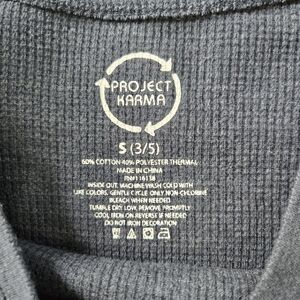 PROJECT
KARMA
S (3/5)
60% COTTON 40% POLYESTER THERMAL
MADE IN CHINA
INSIDE OUT. MACHINE WASH COLD WITH
LIKE COLORS. GENTLE CYCLE. ONLY NON-CHLORINE
BLEACH WHEN NEEDED
TUMBLE DRY LOW. REMOVE PROMPTLY
COOL IRON ON REVERSE IF NEEDED
DO NOT IRON DECORATION